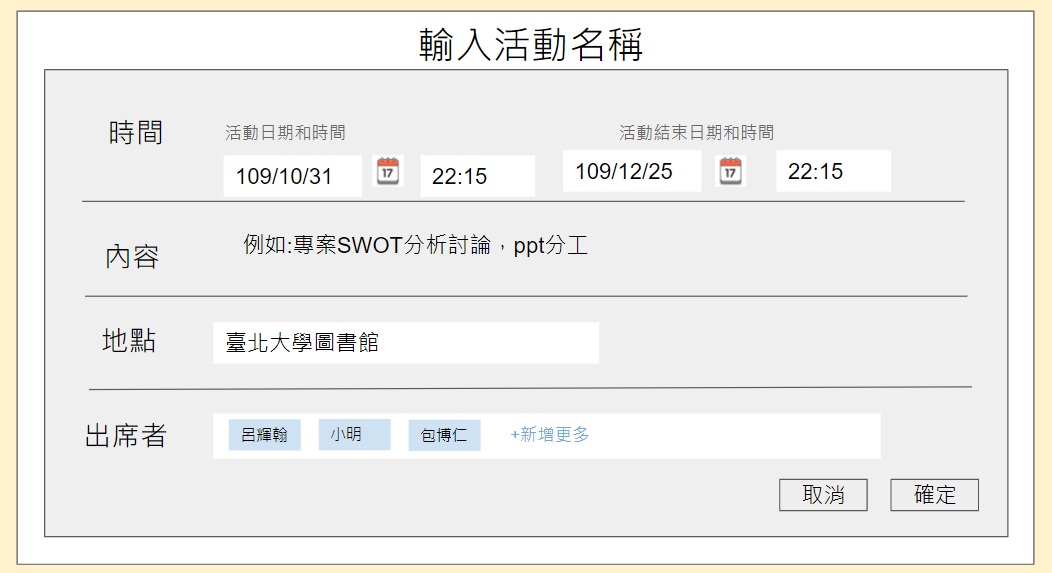 輸入活動名稱
時間
活動日期和時間
活動結束日期和時間
109/10/31
17
22:15
109/12/25
17
22:15
內容
例如:專案SWOT分析討論，ppt分工
地點
臺北大學圖書館
出席者
呂輝翰
小明
包博仁
+新增更多
取消
確定